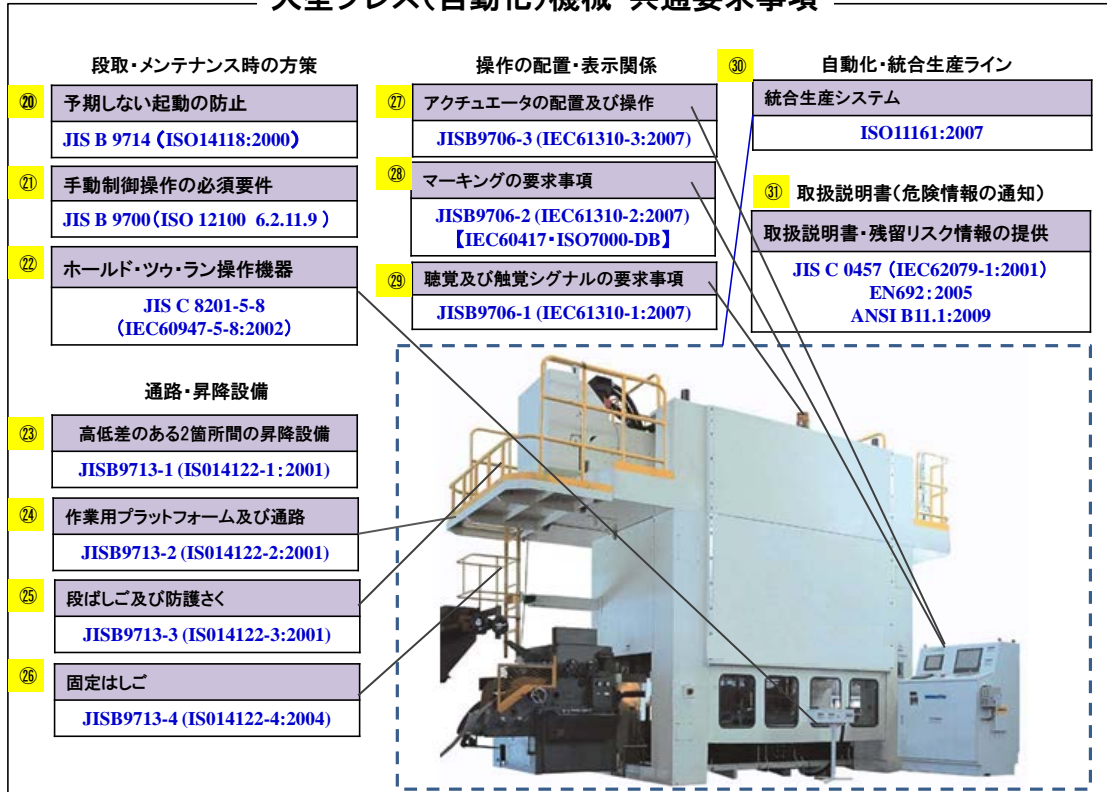 大型プレス(自動化)機械 共通要求事項
段取・メンテナンス時の方策
⑳ 予期しない起動の防止
JIS B 9714 (ISO14118:2000)
㉑ 手動制御操作の必須要件
JIS B 9700(ISO 12100 6.2.11.9 )
㉒ ホールド・ツゥ・ラン操作機器
JIS C 8201-5-8
(IEC60947-5-8:2002)
通路・昇降設備
㉓ 高低差のある2箇所間の昇降設備
JISB9713-1 (IS014122-1:2001)
㉔ 作業用プラットフォーム及び通路
JISB9713-2 (IS014122-2:2001)
㉕ 段ばしご及び防護さく
JISB9713-3 (IS014122-3:2001)
㉖ 固定はしご
JISB9713-4 (IS014122-4:2004)
操作の配置・表示関係
㉗ アクチュエータの配置及び操作
JISB9706-3 (IEC61310-3:2007)
㉘ マーキングの要求事項
JISB9706-2 (IEC61310-2:2007)
【IEC60417・ISO7000-DB】
㉙ 聴覚及び触覚シグナルの要求事項
JISB9706-1 (IEC61310-1:2007)
㉚ 自動化・統合生産ライン
統合生産システム
ISO11161:2007
㉛ 取扱説明書(危険情報の通知)
取扱説明書・残留リスク情報の提供
JIS C 0457 (IEC62079-1:2001)
EN692:2005
ANSI B11.1:2009